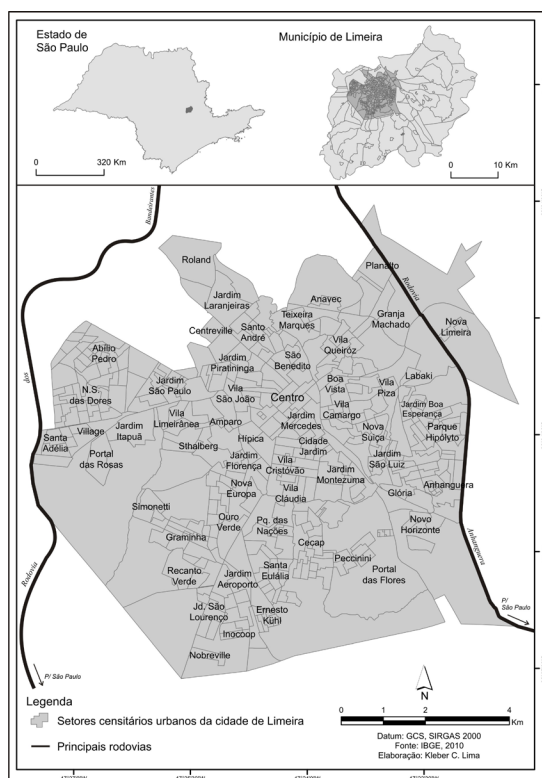 Estado de
São Paulo
Município de Limeira
0 320 Km
0 10 Km
Rodovia dos Bandeirantes
Rodovia Anhanguera
Roland
Planalto
Jardim
Laranjeiras
Anavec
Teixeira
Marques
Granja
Machado
Nova
Limeira
Centreville
Santo
André
Vila
Queiróz
Abílio
Pedro
Jardim
Piratininga
São
Benedito
Jardim
São Paulo
Boa
Vista
Vila
Piza
Labaki
N.S.
das Dores
Vila
São João
Centro
Jardim Boa
Esperança
Vila
Limeirânea
Amparo
Jardim
Mercedes
Vila
Camargo
Parque
Hipólyto
Santa
Adélia
Village
Jardim
Itapuã
Nova
Suiça
Sthalberg
Hípica
Cidade
Jardim
Portal
das Rosas
Jardim
Florença
Vila
Cristóvão
Jardim
São Luiz
Jardim
Montezuma
Nova
Europa
Vila
Cláudia
Anhanguera
Glória
Simonetti
Ouro
Verde
Pq. das
Nações
Novo
Horizonte
Graminha
Cecap
Peccinini
Portal
das Flores
Recanto
Verde
Jardim
Aeroporto
Santa
Eulália
Jd. São
Lourenço
Ernesto
Kühl
Inocoop
Nobreville
P/
São Paulo
P/ São Paulo
Legenda
Setores censitários urbanos da cidade de Limeira
Principais rodovias
N
0 1 2 4
Km
Datum: GCS, SIRGAS 2000
Fonte: IBGE, 2010
Elaboração: Kleber C. Lima